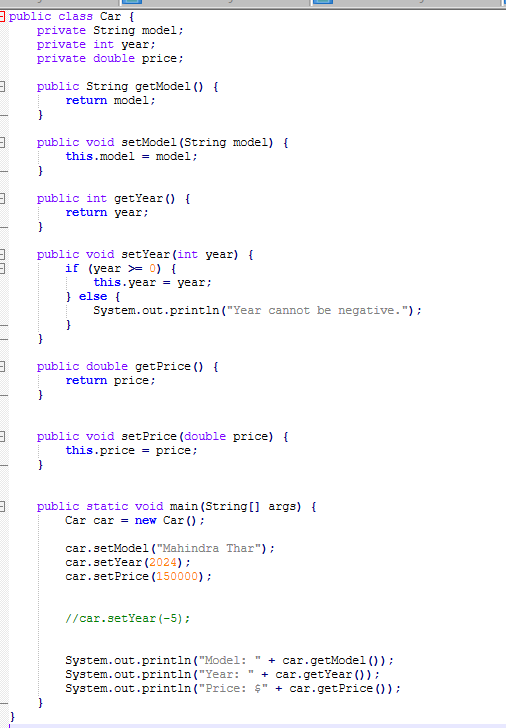 public class Car {
    private String model;
    private int year;
    private double price;

    public String getModel() {
        return model;
    }

    public void setModel(String model) {
        this.model = model;
    }

    public int getYear() {
        return year;
    }

    public void setYear(int year) {
        if (year >= 0) {
            this.year = year;
        } else {
            System.out.println("Year cannot be negative.");
        }
    }

    public double getPrice() {
        return price;
    }


    public void setPrice(double price) {
        this.price = price;
    }


    public static void main(String[] args) {
        Car car = new Car();

        car.setModel("Mahindra Thar");
        car.setYear(2024);
        car.setPrice(150000);


        //car.setYear(-5);


        System.out.println("Model: " + car.getModel());
        System.out.println("Year: " + car.getYear());
        System.out.println("Price: $" + car.getPrice());
    }
}